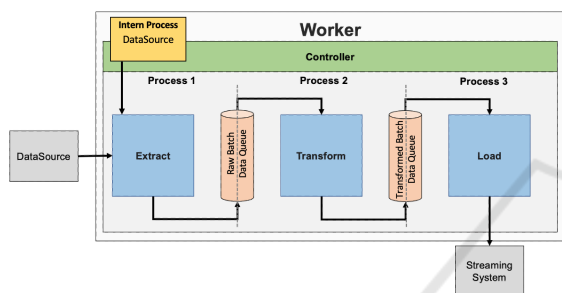 Intern Process
DataSource
Worker
Controller
Process 1
Process 2
Process 3
DataSource
Extract
Raw Batch
Data Queue
Transform
Transformed Batch
Data Queue
Load
Streaming
System